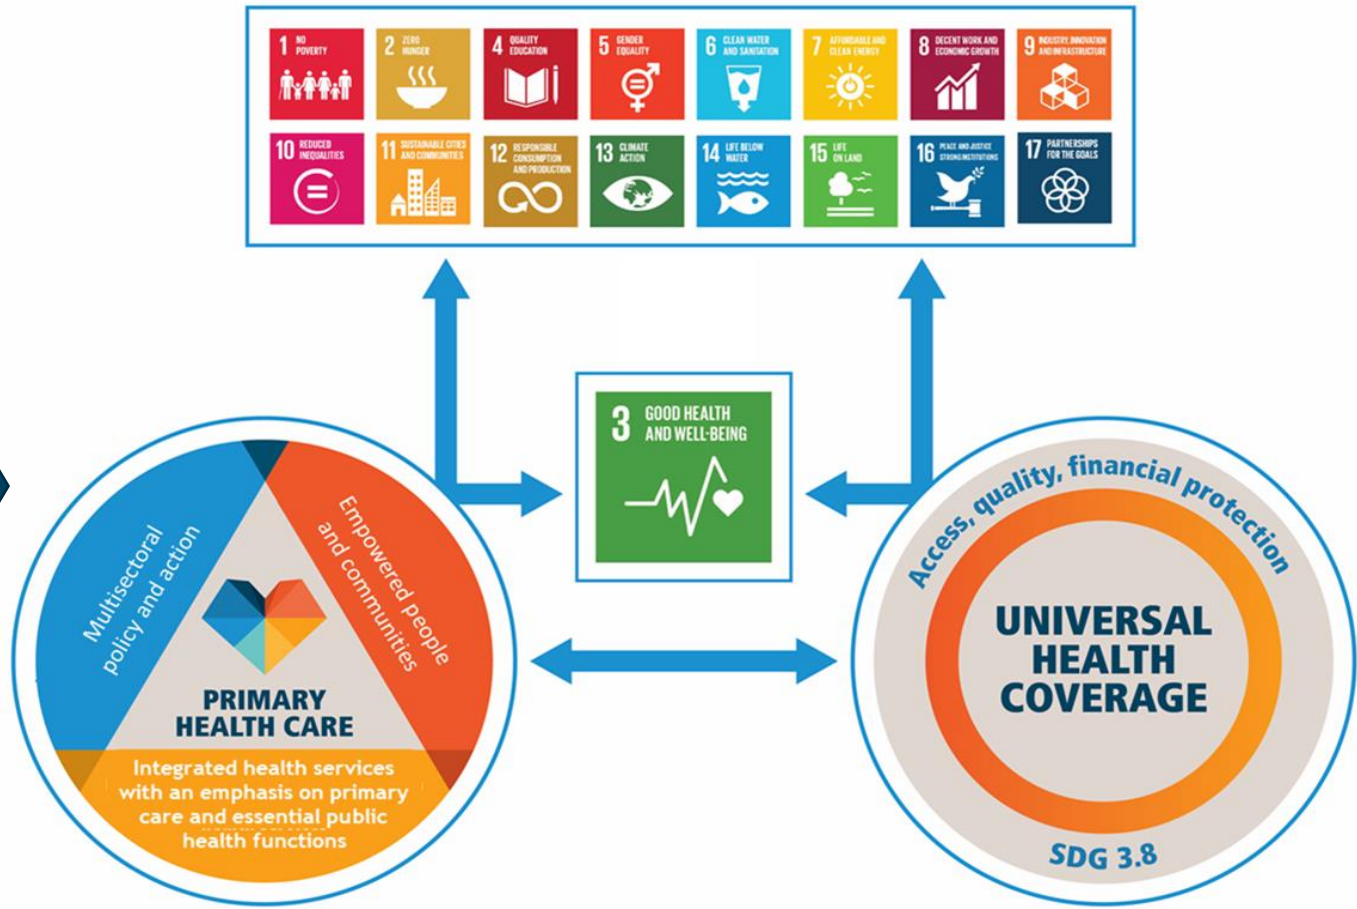 1 NO
POVERTY
2 ZERO
HUNGER
4 QUALITY
EDUCATION
5 GENDER
EQUALITY
6 CLEAN WATER
AND SANITATION
7 AFFORDABLE AND
CLEAN ENERGY
8 DECENT WORK AND
ECONOMIC GROWTH
9 INDUSTRY, INNOVATION
AND INFRASTRUCTURE
10 REDUCED
INEQUALITIES
11 SUSTAINABLE CITIES
AND COMMUNITIES
12 RESPONSIBLE
CONSUMPTION
AND PRODUCTION
13 CLIMATE
ACTION
14 LIFE BELOW
WATER
15 LIFE
ON LAND
16 PEACE AND JUSTICE
STRONG INSTITUTIONS
17 PARTNERSHIPS
FOR THE GOALS
3 GOOD HEALTH
AND WELL-BEING
Multisectoral
policy and action
Empowered people
and communities
PRIMARY
HEALTH CARE
Integrated health services
with an emphasis on primary
care and essential public
health functions
Access, quality, financial protection
UNIVERSAL
HEALTH
COVERAGE
SDG 3.8